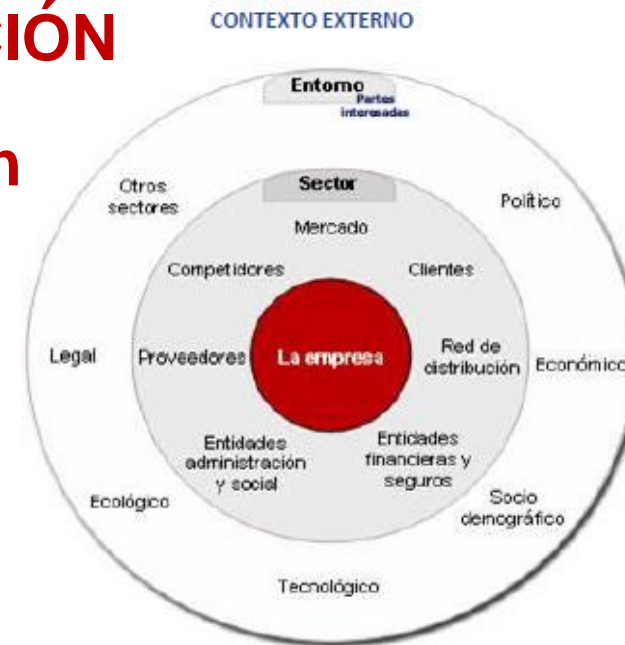 CIÓN
n
CONTEXTO EXTERNO
Entorno
Partes
interesadas
Otros
sectores
Político
Sector
Mercado
Competidores
Clientes
Legal
Proveedores
La empresa
Red de
distribución
Económico
Entidades
administración
y social
Entidades
financieras y
seguros
Ecológico
Socio
demográfico
Tecnológico